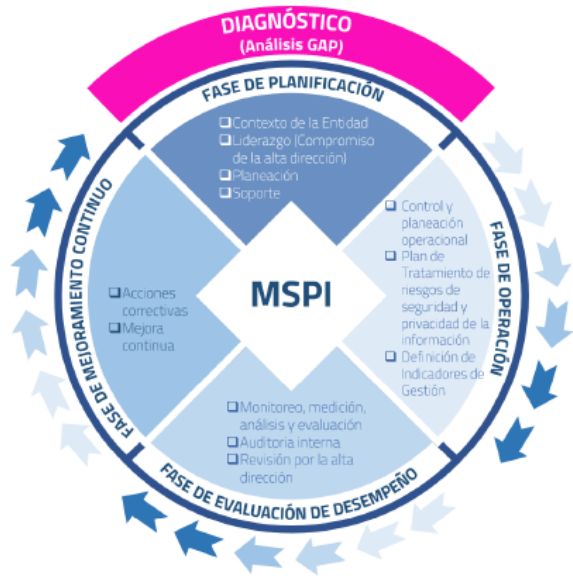 DIAGNÓSTICO
(Análisis GAP)
FASE DE PLANIFICACIÓN
❑Contexto de la Entidad
❑Liderazgo (Compromiso
de la alta dirección)
❑Planeación
❑Soporte
❑ Control y
planeación
operacional
❑ Plan de
Tratamiento de
riesgos de
seguridad y
privacidad de la
información
❑ Definición de
Indicadores de
Gestión
FASE DE OPERACIÓN
MSPI
❑Monitoreo, medición,
análisis y evaluación
❑Auditoria interna
❑Revisión por la alta
dirección
FASE DE EVALUACIÓN DE DESEMPEÑO
❑Acciones
correctivas
❑Mejora
continua
FASE DE MEJORAMIENTO CONTINUO